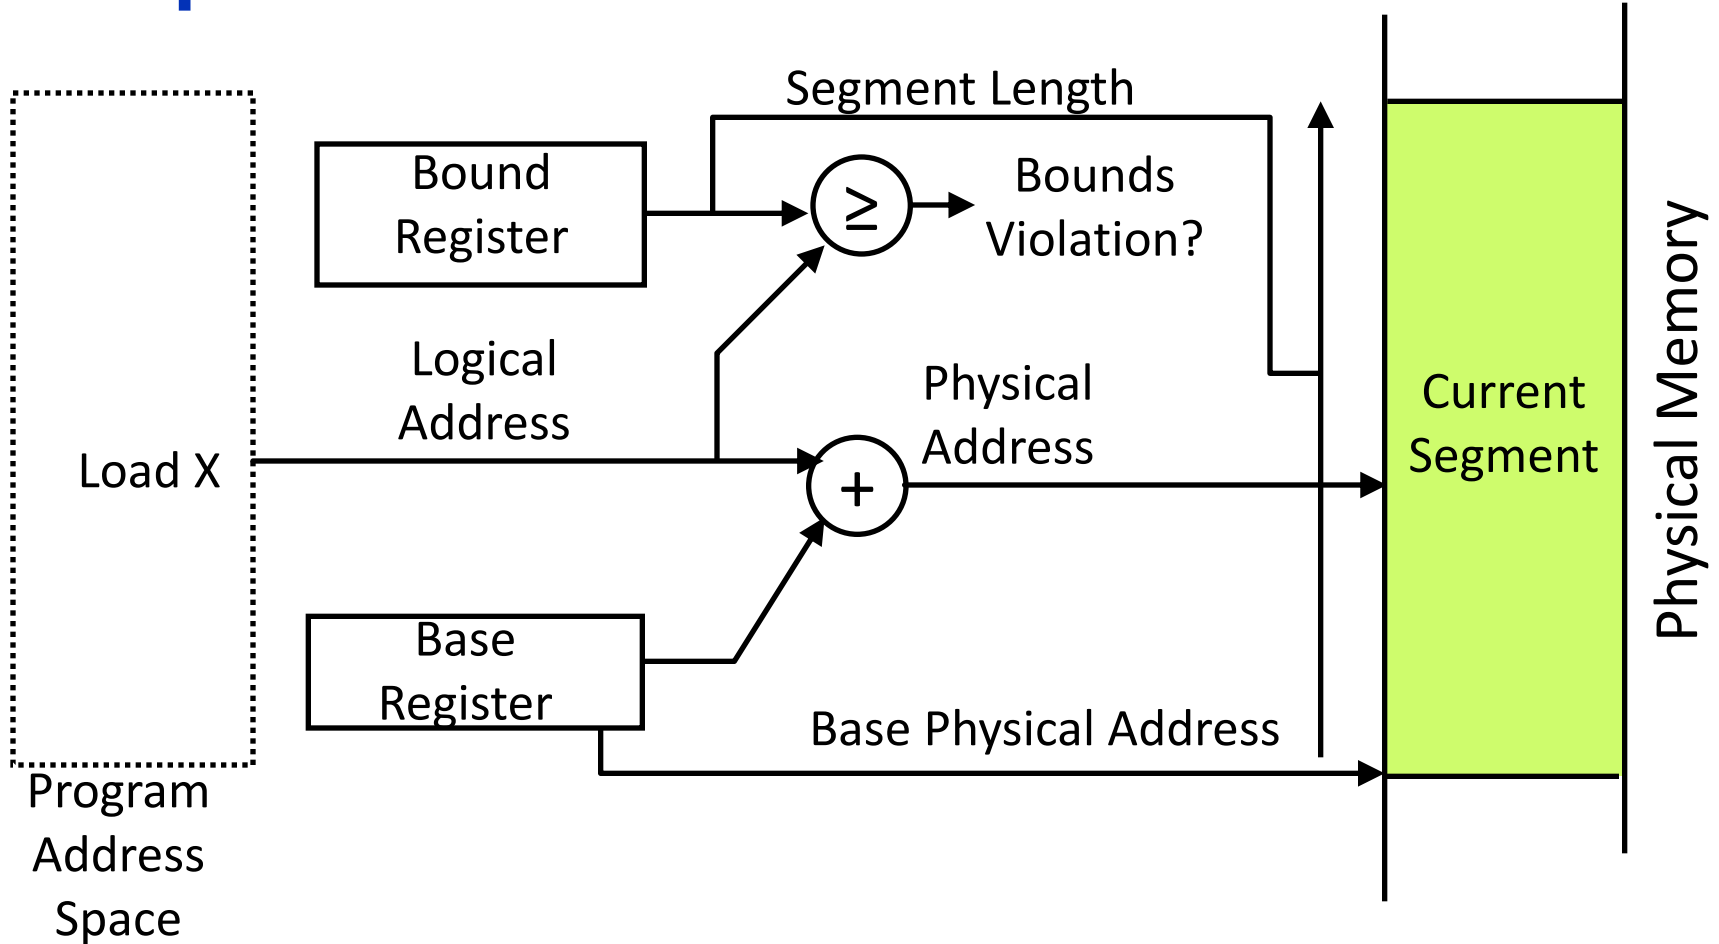 Segment Length
Bound
Register
≥
Bounds
Violation?
Logical
Address
Physical
Address
Load X
+
Current
Segment
Physical Memory
Base
Register
Base Physical Address
Program
Address
Space